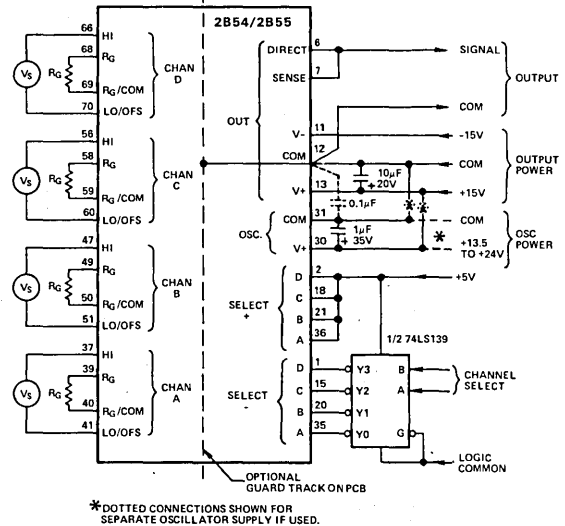 2B54/2B55
66 HI
68 RG
RG
VS
69 RG/COM
70 LO/OFS
CHAN D
56 HI
58 RG
RG
VS
59 RG/COM
60 LO/OFS
CHAN C
47 HI
49 RG
RG
VS
50 RG/COM
51 LO/OFS
CHAN B
37 HI
39 RG
RG
VS
40 RG/COM
41 LO/OFS
CHAN A
OUT
DIRECT 6 SIGNAL
SENSE 7
OUTPUT
COM
V- 11 -15V
COM 12 COM
10µF
+ 20V
V+ 13 +15V
OUTPUT POWER
0.1µF
OSC.
COM 31 COM
1µF
+ 35V
V+ 30
*
+13.5 TO +24V
OSC POWER
SELECT +
D 2 +5V
C 18
B 21
A 36
1/2 74LS139
SELECT -
D 1 Y3 B
C 15 Y2 A
B 20 Y1
A 35 Y0 G
CHANNEL SELECT
LOGIC COMMON
OPTIONAL
GUARD TRACK ON PCB
*DOTTED CONNECTIONS SHOWN FOR
SEPARATE OSCILLATOR SUPPLY IF USED.